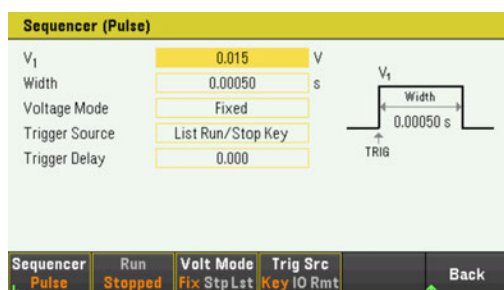 Sequencer (Pulse)
V1 0.015 V
Width 0.00050 s
Voltage Mode Fixed
Trigger Source List Run/Stop Key
Trigger Delay 0.000
V1
Width
0.00050 s
TRIG
Sequencer Run Volt Mode Trig Src
Pulse Stopped Fix Stp Lst Key IO Rmt Back